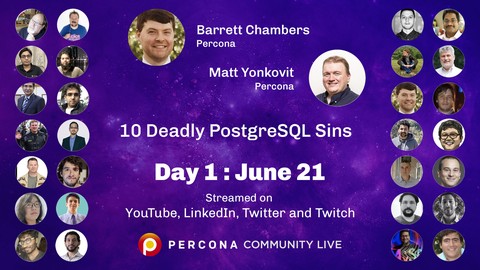 Barrett Chambers
Percona
Matt Yonkovit
Percona
10 Deadly PostgreSQL Sins
Day 1 : June 21
Streamed on
YouTube, LinkedIn, Twitter and Twitch
PERCONA COMMUNITY LIVE